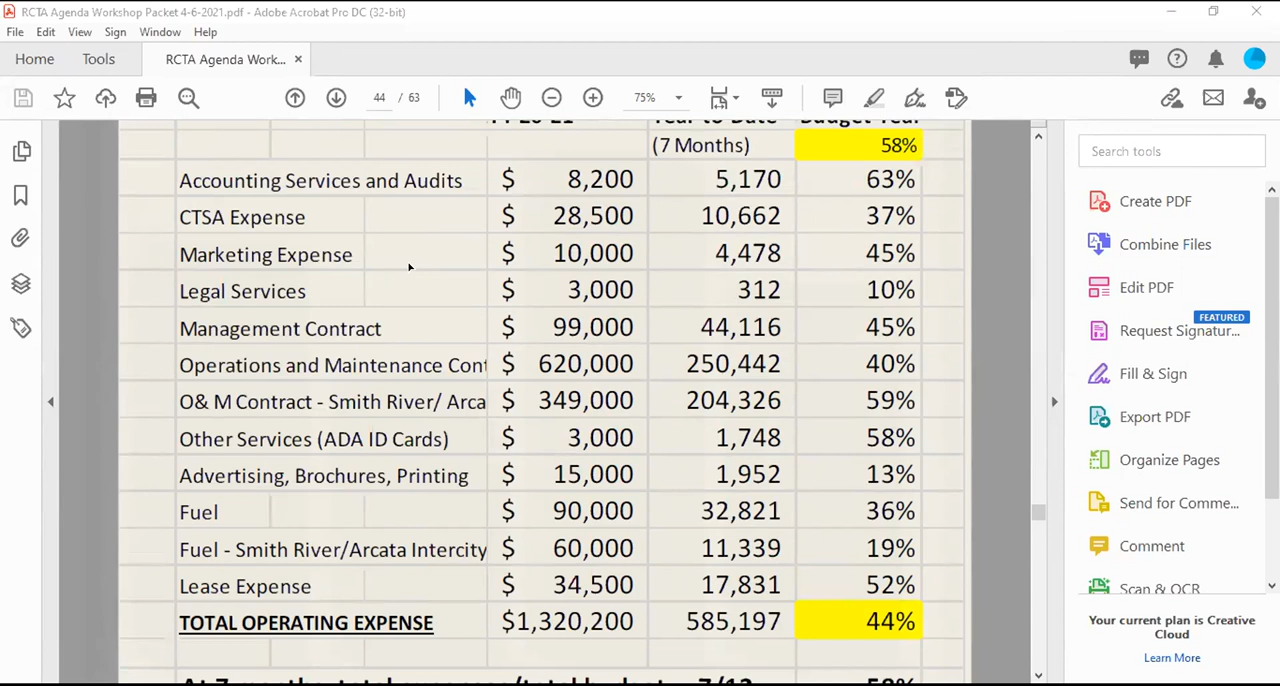 RCTA Agenda Workshop Packet 4-6-2021.pdf - Adobe Acrobat Pro DC (32-bit)
File Edit View Sign Window Help
Home Tools RCTA Agenda Work... ×
44 / 63 75%
Year to Date Budget Year
(7 Months) 58%
Accounting Services and Audits $ 8,200 5,170 63%
CTSA Expense $ 28,500 10,662 37%
Marketing Expense $ 10,000 4,478 45%
Legal Services $ 3,000 312 10%
Management Contract $ 99,000 44,116 45%
Operations and Maintenance Cont $ 620,000 250,442 40%
O& M Contract - Smith River/ Arca $ 349,000 204,326 59%
Other Services (ADA ID Cards) $ 3,000 1,748 58%
Advertising, Brochures, Printing $ 15,000 1,952 13%
Fuel $ 90,000 32,821 36%
Fuel - Smith River/Arcata Intercity $ 60,000 11,339 19%
Lease Expense $ 34,500 17,831 52%
TOTAL OPERATING EXPENSE $1,320,200 585,197 44%
Search tools
Create PDF
Combine Files
Edit PDF
FEATURED
Request Signatur...
Fill & Sign
Export PDF
Organize Pages
Send for Comme...
Comment
Scan & OCR
Your current plan is Creative
Cloud
Learn More